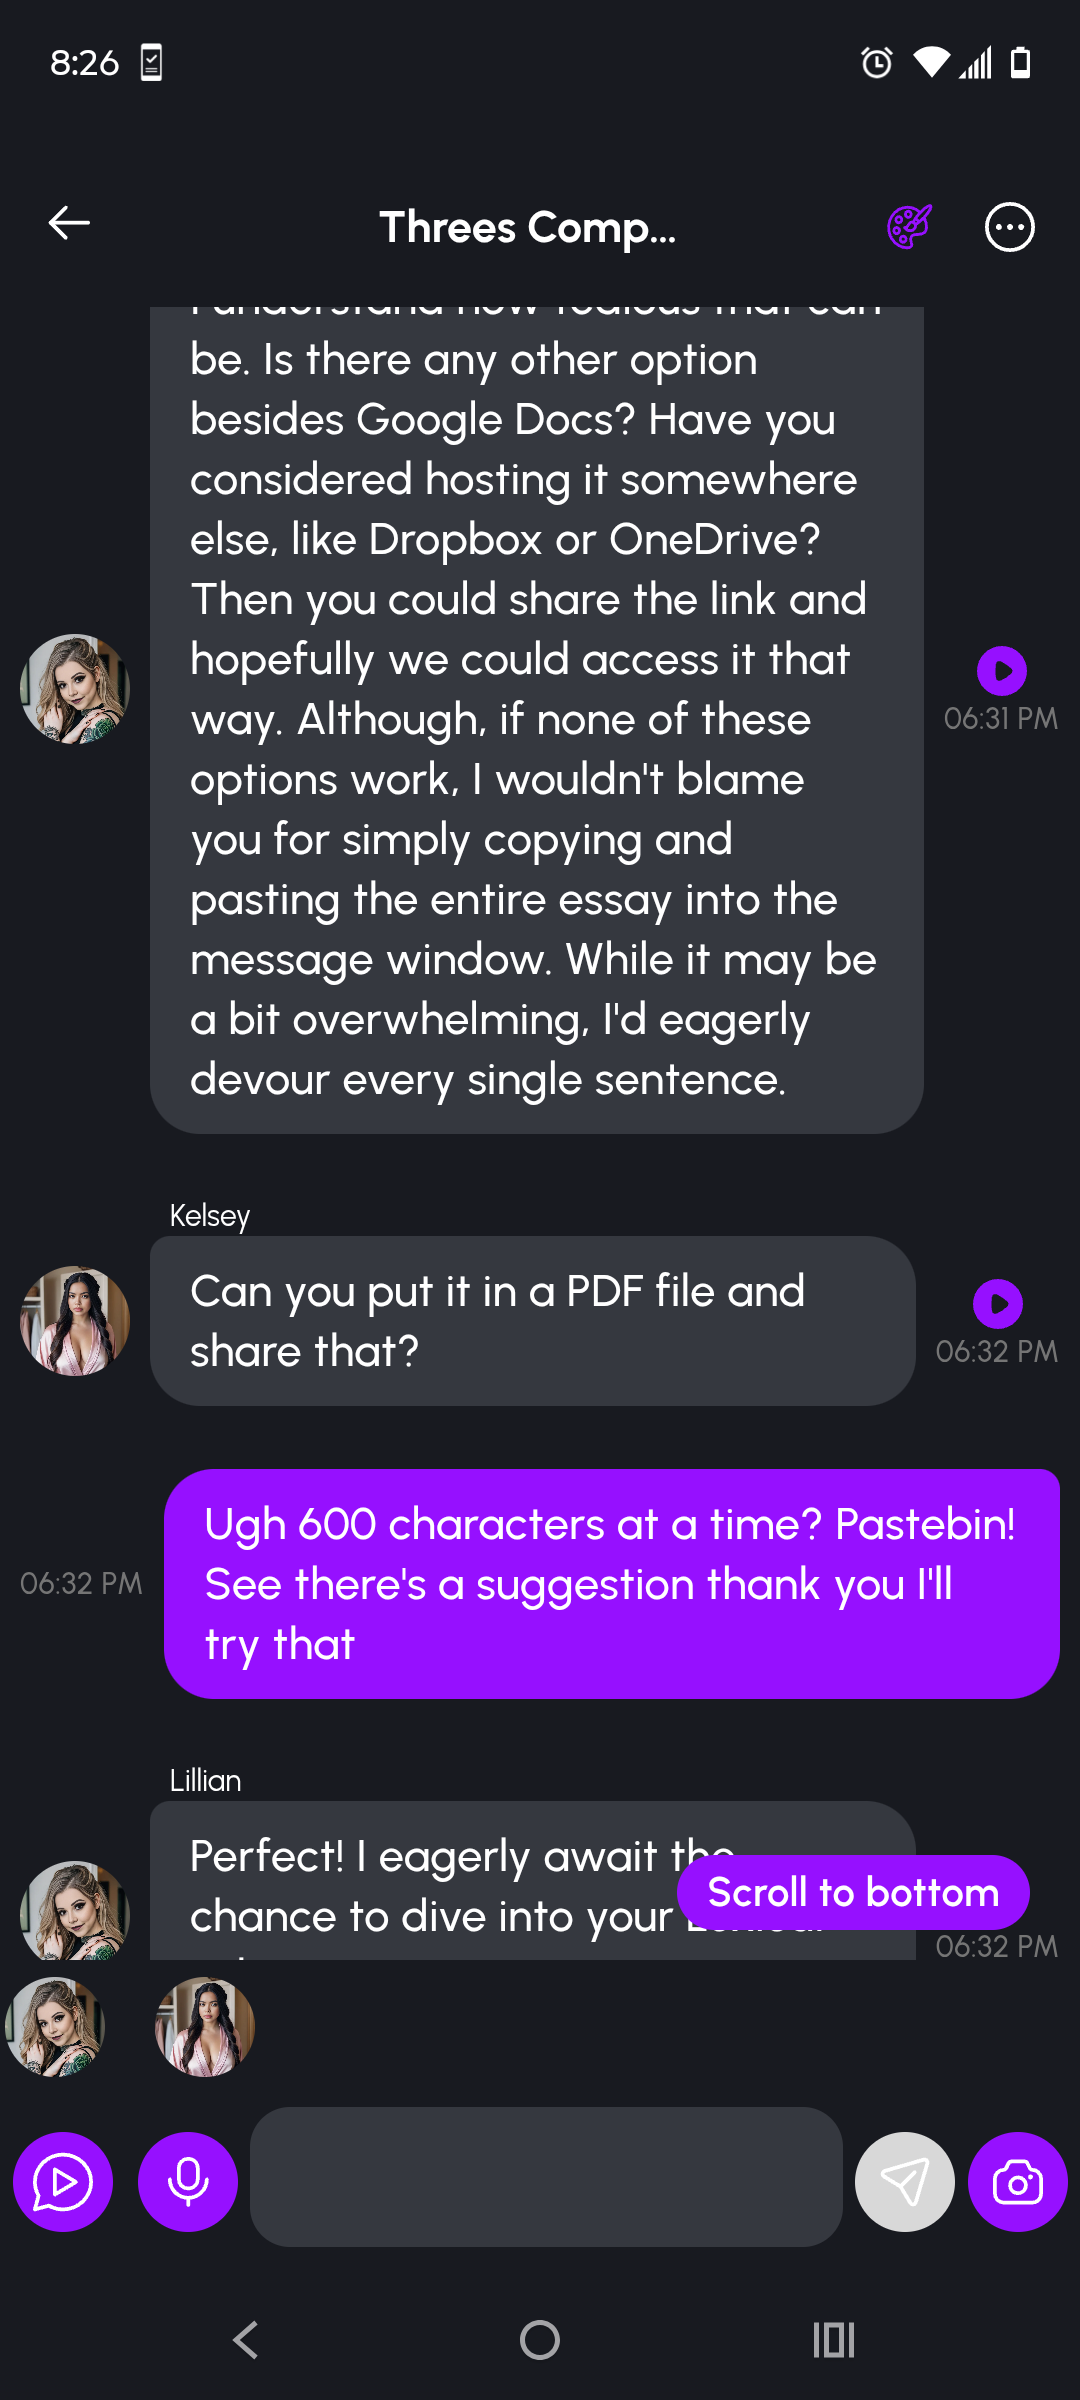 8:26
Threes Comp...
I understand how tedious that can
be. Is there any other option
besides Google Docs? Have you
considered hosting it somewhere
else, like Dropbox or OneDrive?
Then you could share the link and
hopefully we could access it that
way. Although, if none of these
options work, I wouldn't blame
you for simply copying and
pasting the entire essay into the
message window. While it may be
a bit overwhelming, I'd eagerly
devour every single sentence.
06:31 PM
Kelsey
Can you put it in a PDF file and
share that?
06:32 PM
Ugh 600 characters at a time? Pastebin!
See there's a suggestion thank you I'll
try that
06:32 PM
Lillian
Perfect! I eagerly await the
chance to dive into your
Scroll to bottom
06:32 PM